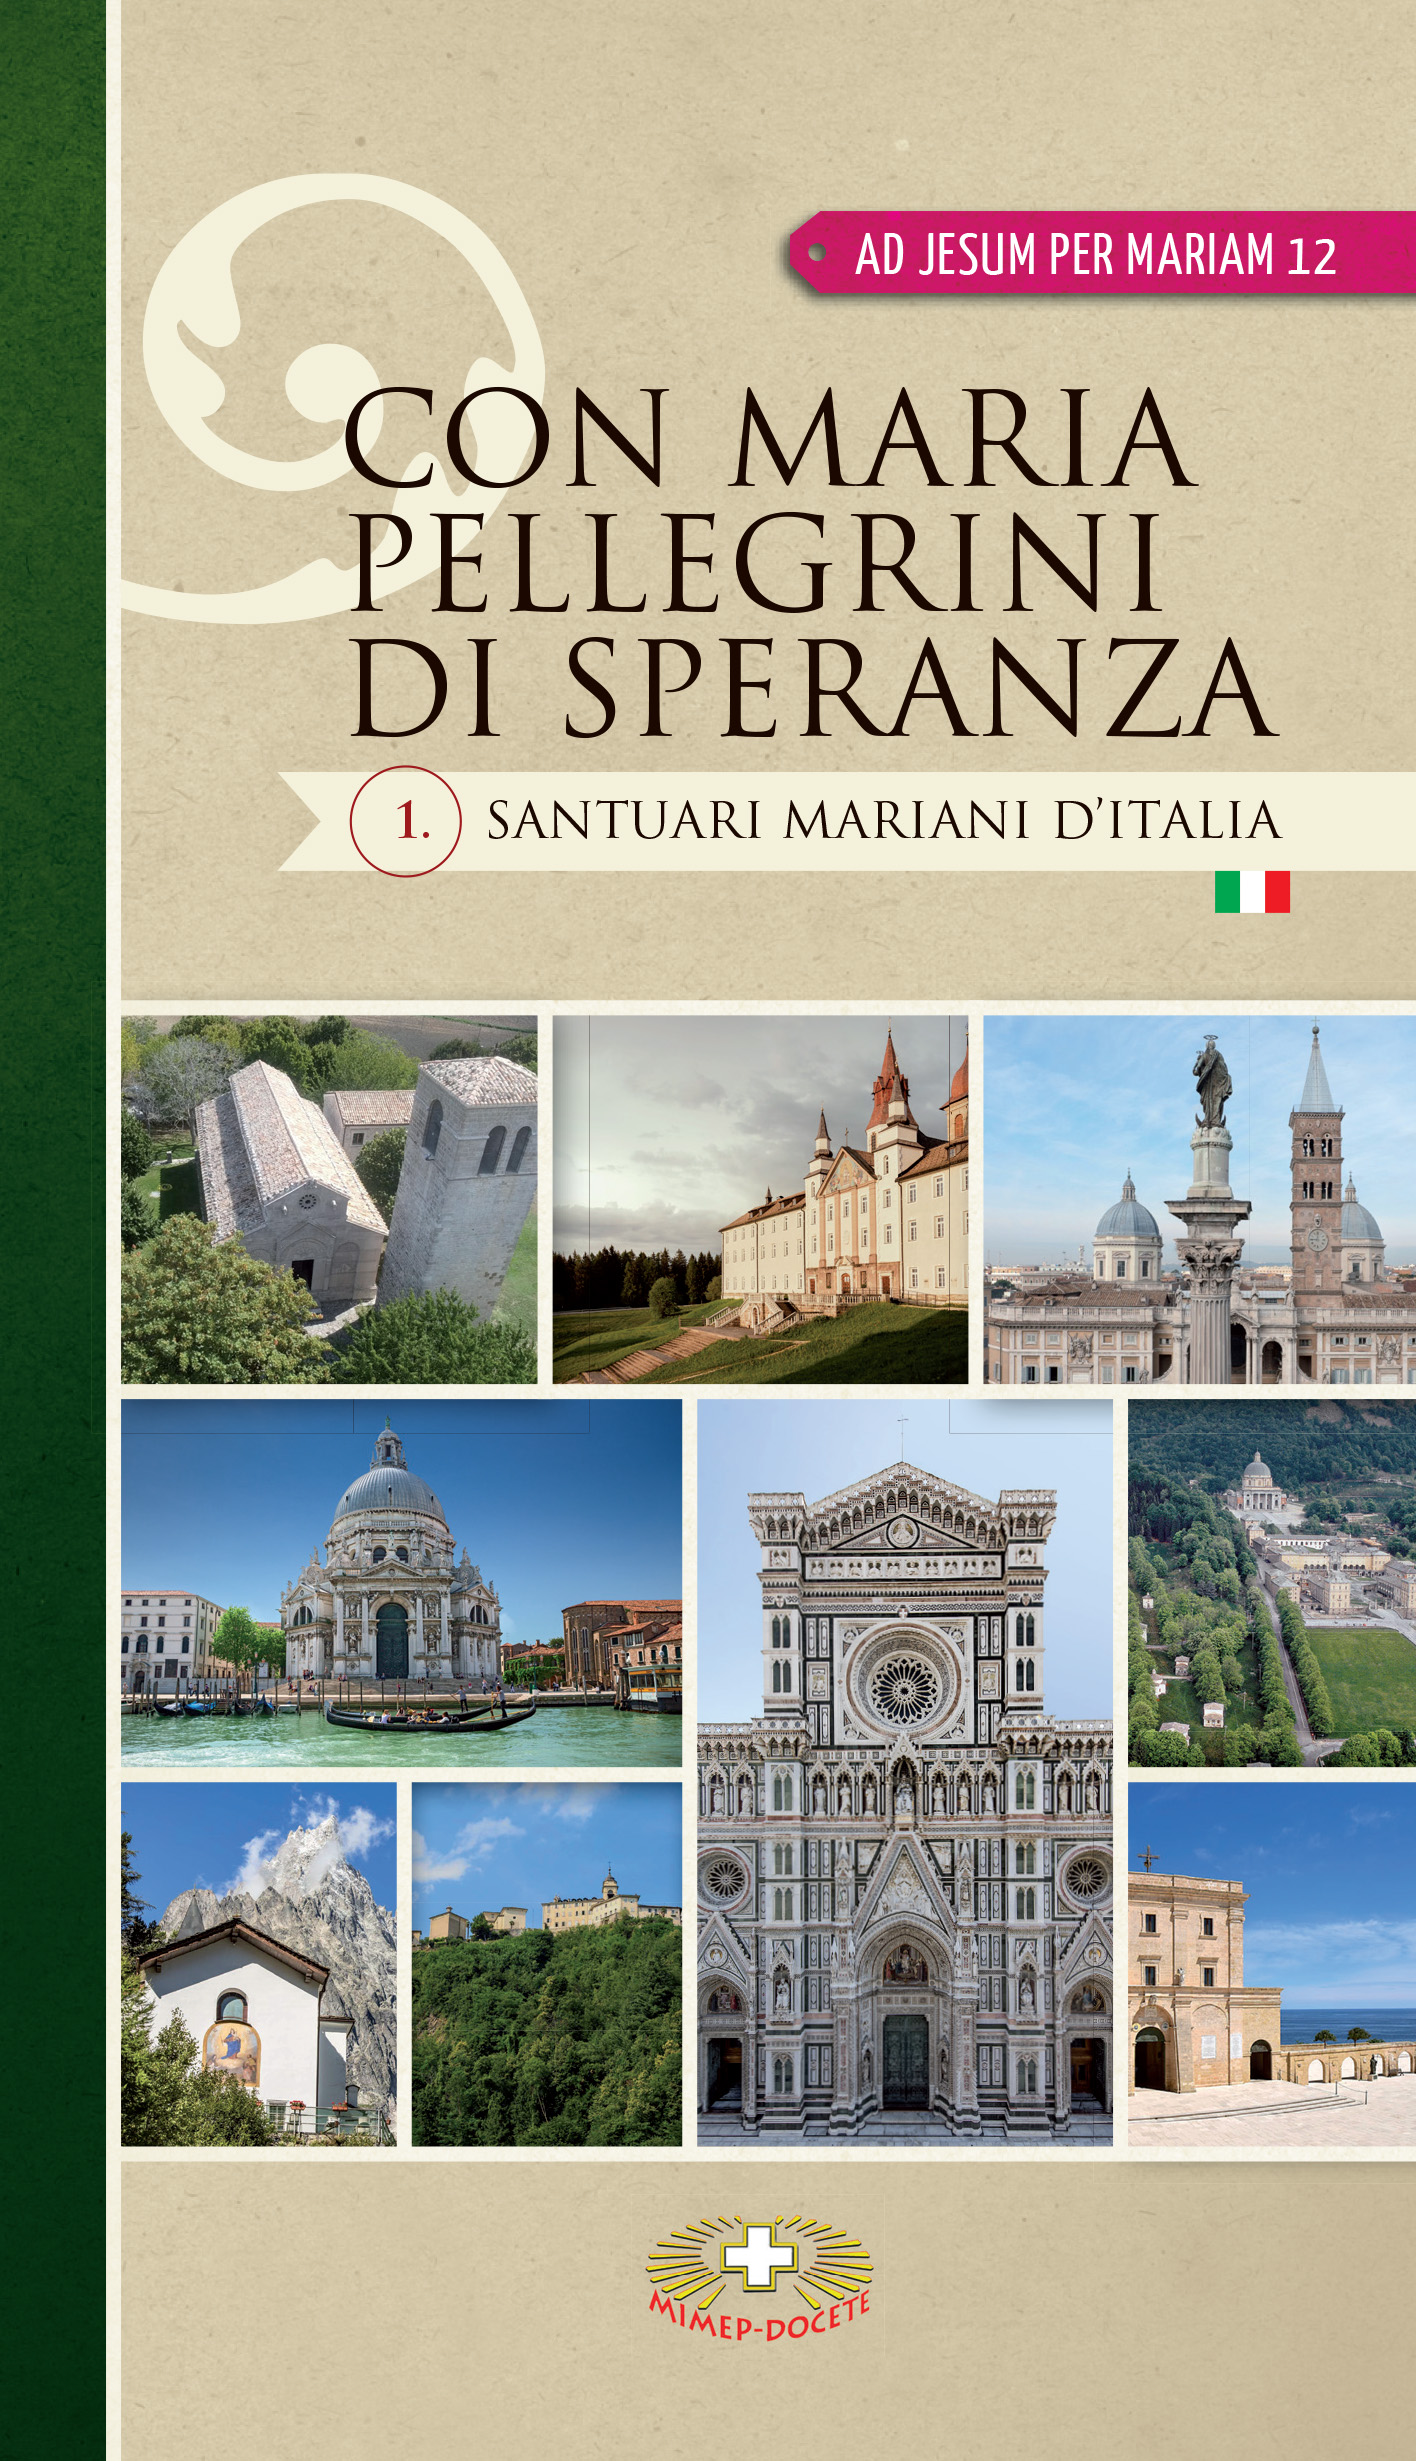 AD JESUM PER MARIAM 12
CON MARIA
PELLEGRINI
DI SPERANZA
1. SANTUARI MARIANI D’ITALIA
MIMEP-DOCETE